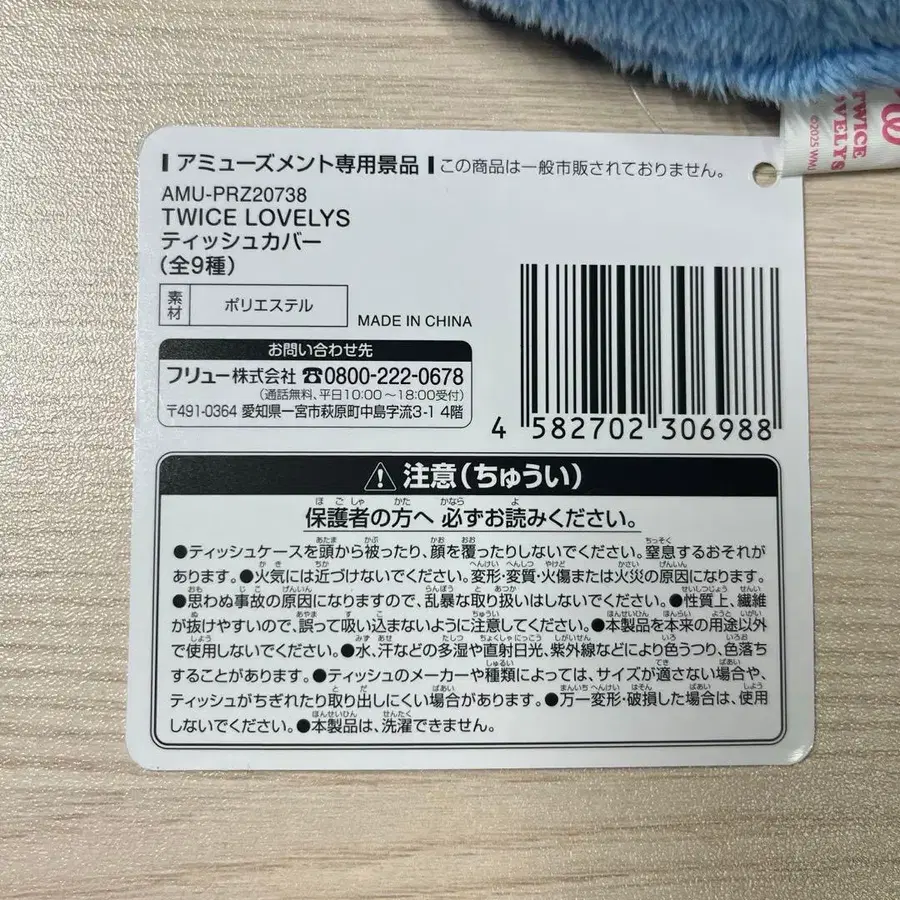 アミューズメント専用景品 この商品は一般市販されておりません。
AMU-PRZ20738
TWICE LOVELYS
ティッシュカバー
(全9種)
素材 ポリエステル
MADE IN CHINA
お問い合わせ先
フリュー株式会社 ☎0800-222-0678
(通話無料、平日10:00〜18:00受付)
〒491-0364 愛知県一宮市萩原町中島字流3-1 4階
4 582702 306988
⚠ 注意(ちゅうい)
保護者の方へ 必ずお読みください。
●ティッシュケースを頭から被ったり、顔を覆ったりしないでください。窒息するおそれが
あります。●火気には近づけないでください。変形・変質・火傷または火災の原因になります。
●思わぬ事故の原因になりますので、乱暴な取り扱いはしないでください。●性質上、繊維
が抜けやすいので、誤って吸い込まないように注意してください。●本製品を本来の用途以外
で使用しないでください。●水、汗などの多湿や直射日光、紫外線などにより色うつり、色落ち
することがあります。●ティッシュのメーカーや種類によっては、サイズが適さない場合や、
ティッシュがちぎれたり取り出しにくい場合があります。●万一変形・破損した場合は、使用
しないでください。●本製品は、洗濯できません。
TWICE
LOVELYS
©2025 WM